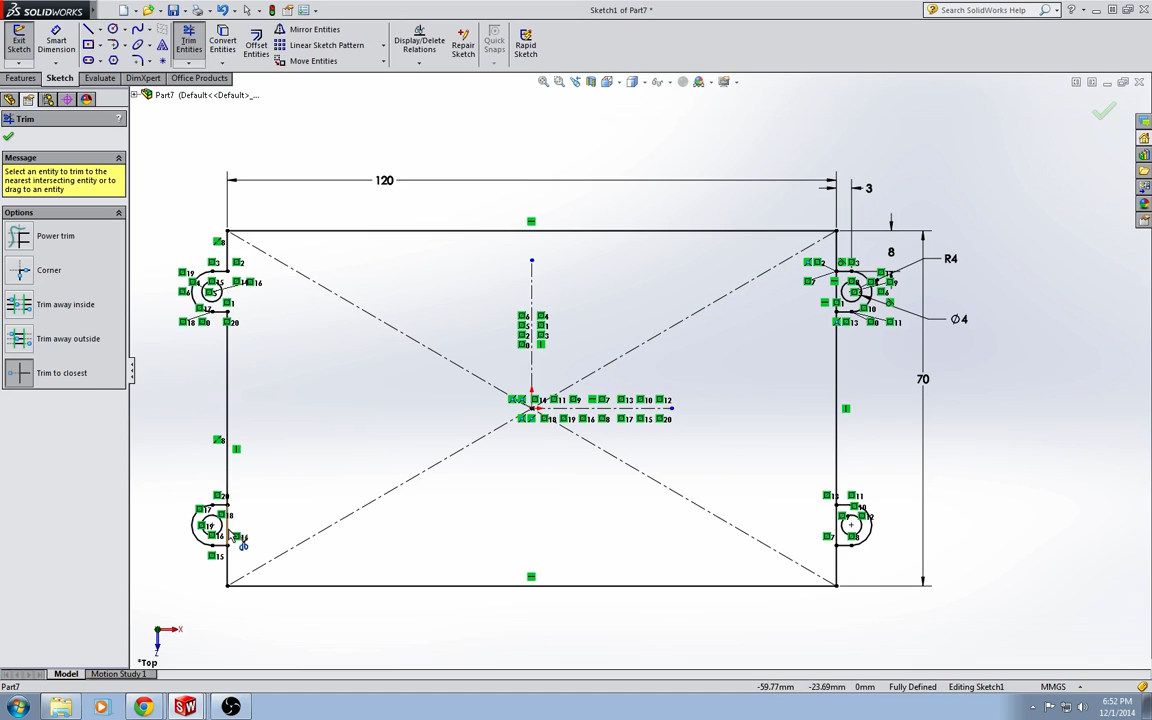 SOLIDWORKS
Sketch1 of Part7 *
Search SolidWorks Help
Exit Sketch
Smart Dimension
Trim Entities
Convert Entities
Offset Entities
Mirror Entities
Linear Sketch Pattern
Move Entities
Display/Delete Relations
Repair Sketch
Quick Snaps
Rapid Sketch
Features
Sketch
Evaluate
DimXpert
Office Products
Part7 (Default<<Default>_...
Trim
?
Message
Select an entity to trim to the
nearest intersecting entity or to
drag to an entity
Options
Power trim
Corner
Trim away inside
Trim away outside
Trim to closest
120
3
8
R4
Ø4
70
X
Z
*Top
Model
Motion Study 1
Part7
-59.77mm
-23.69mm
0mm
Fully Defined
Editing Sketch1
MMGS
SW
6:52 PM
12/1/2014